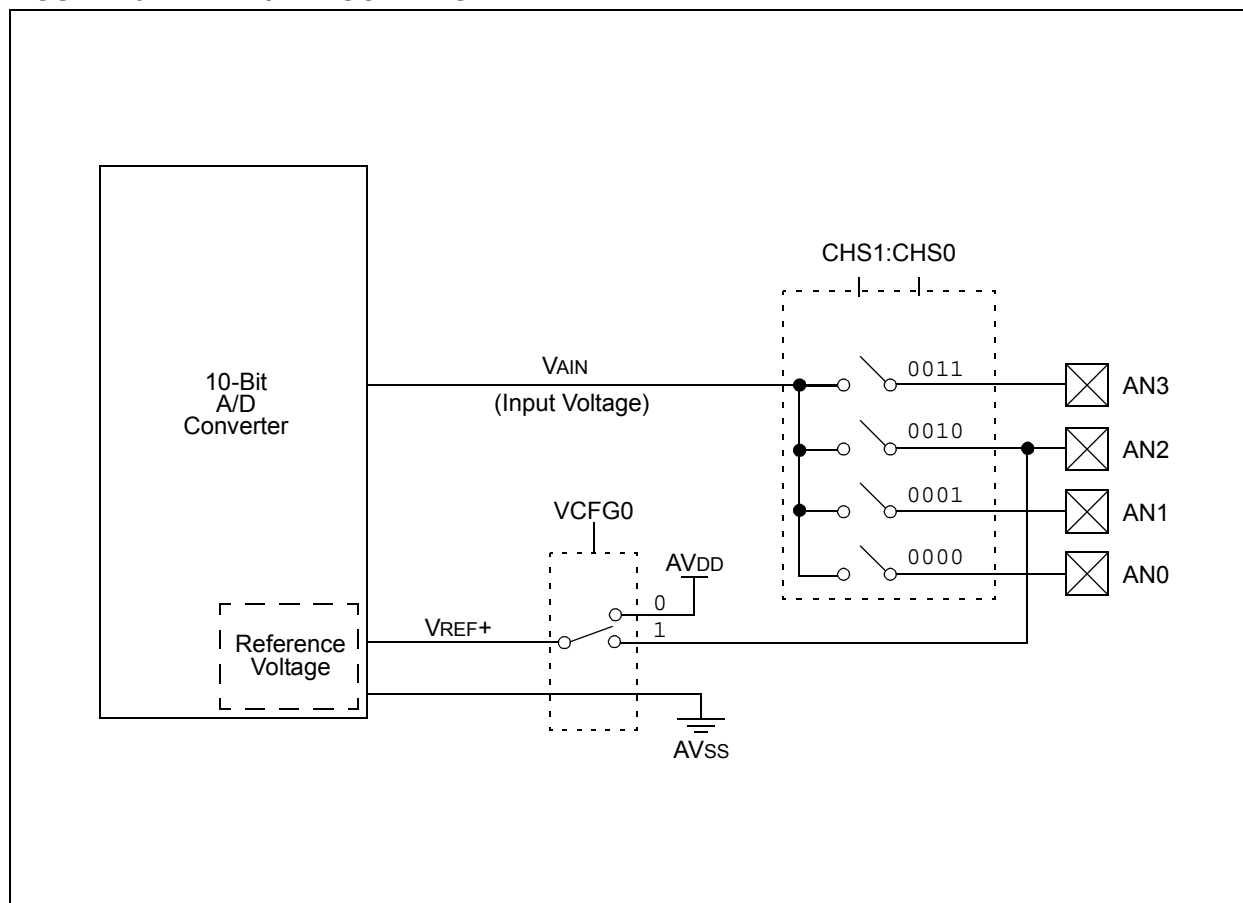 CHS1:CHS0
VAIN
(Input Voltage)
10-Bit
A/D
Converter
0011
AN3
0010
AN2
0001
AN1
0000
AN0
VCFG0
AVDD
0
1
VREF+
Reference
Voltage
AVSS